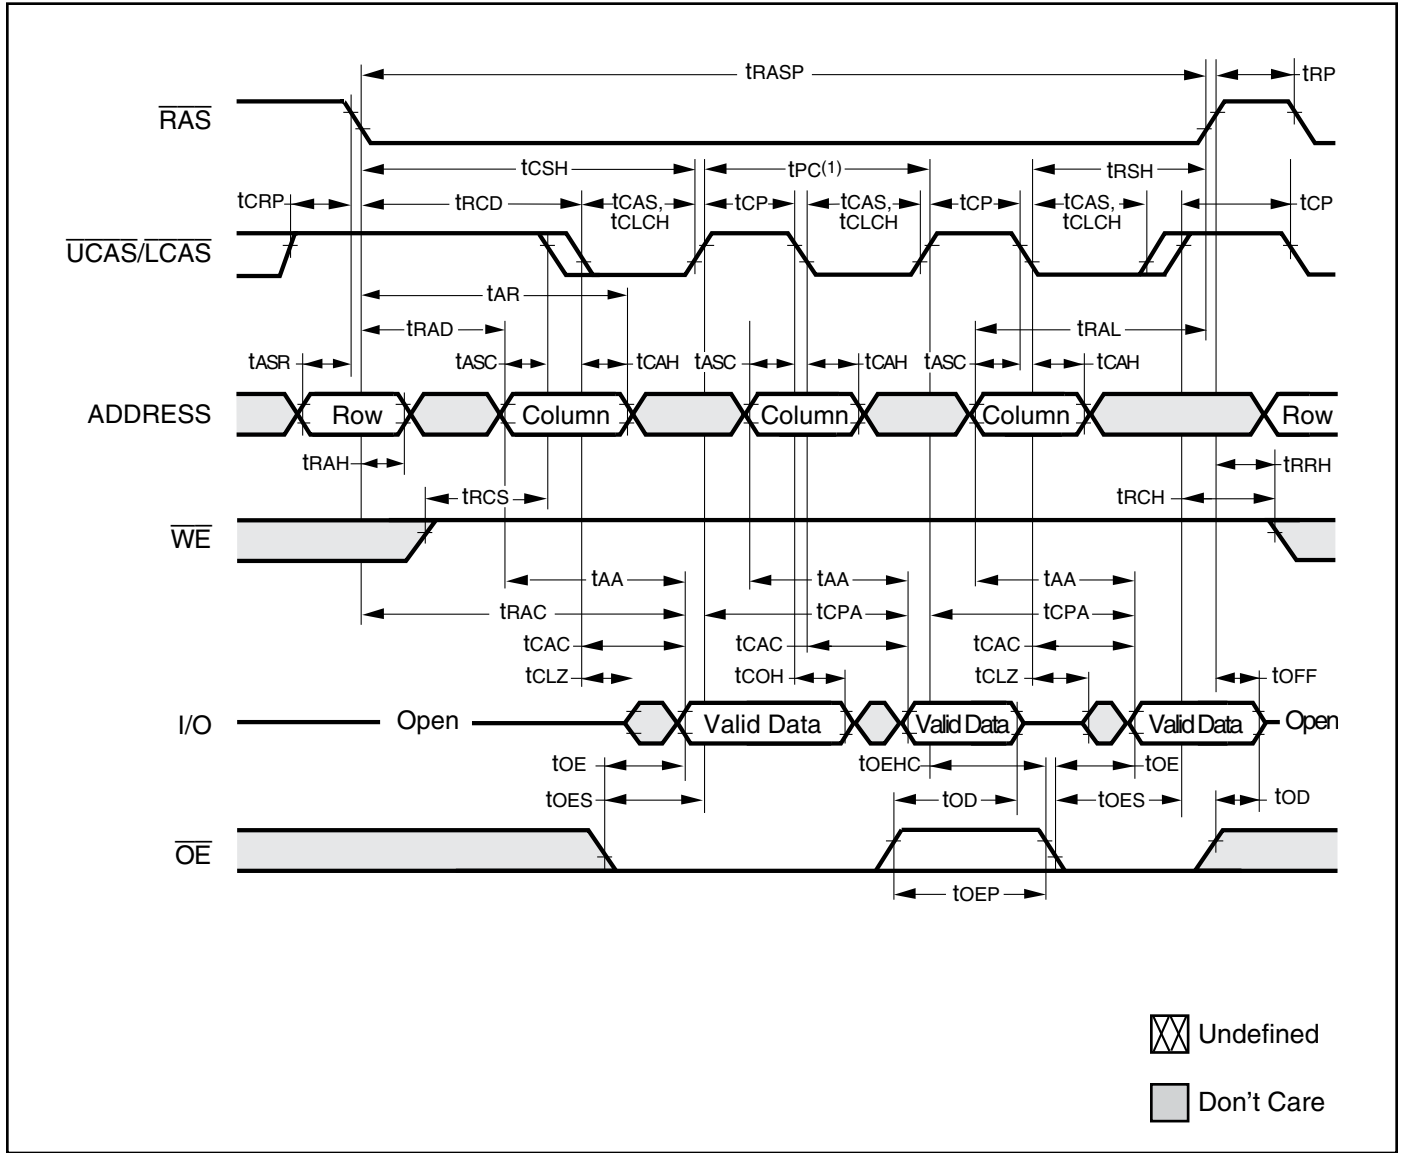 tRASP tRP
RAS
tCSH tPC(1) tRSH
tCRP tRCD tCAS, tCLCH tCP tCAS, tCLCH tCP tCAS, tCLCH tCP
UCAS/LCAS
tAR
tRAD tRAL
tASR tASC tCAH tASC tCAH tASC tCAH
ADDRESS Row Column Column Column Row
tRAH tRRH
tRCS tRCH
WE
tAA tAA tAA
tRAC tCPA tCPA
tCAC tCAC tCAC
tCLZ tCOH tCLZ tOFF
I/O Open Valid Data Valid Data Valid Data Open
tOE tOEHC tOE
tOES tOD tOES tOD
OE
tOEP
Undefined
Don't Care